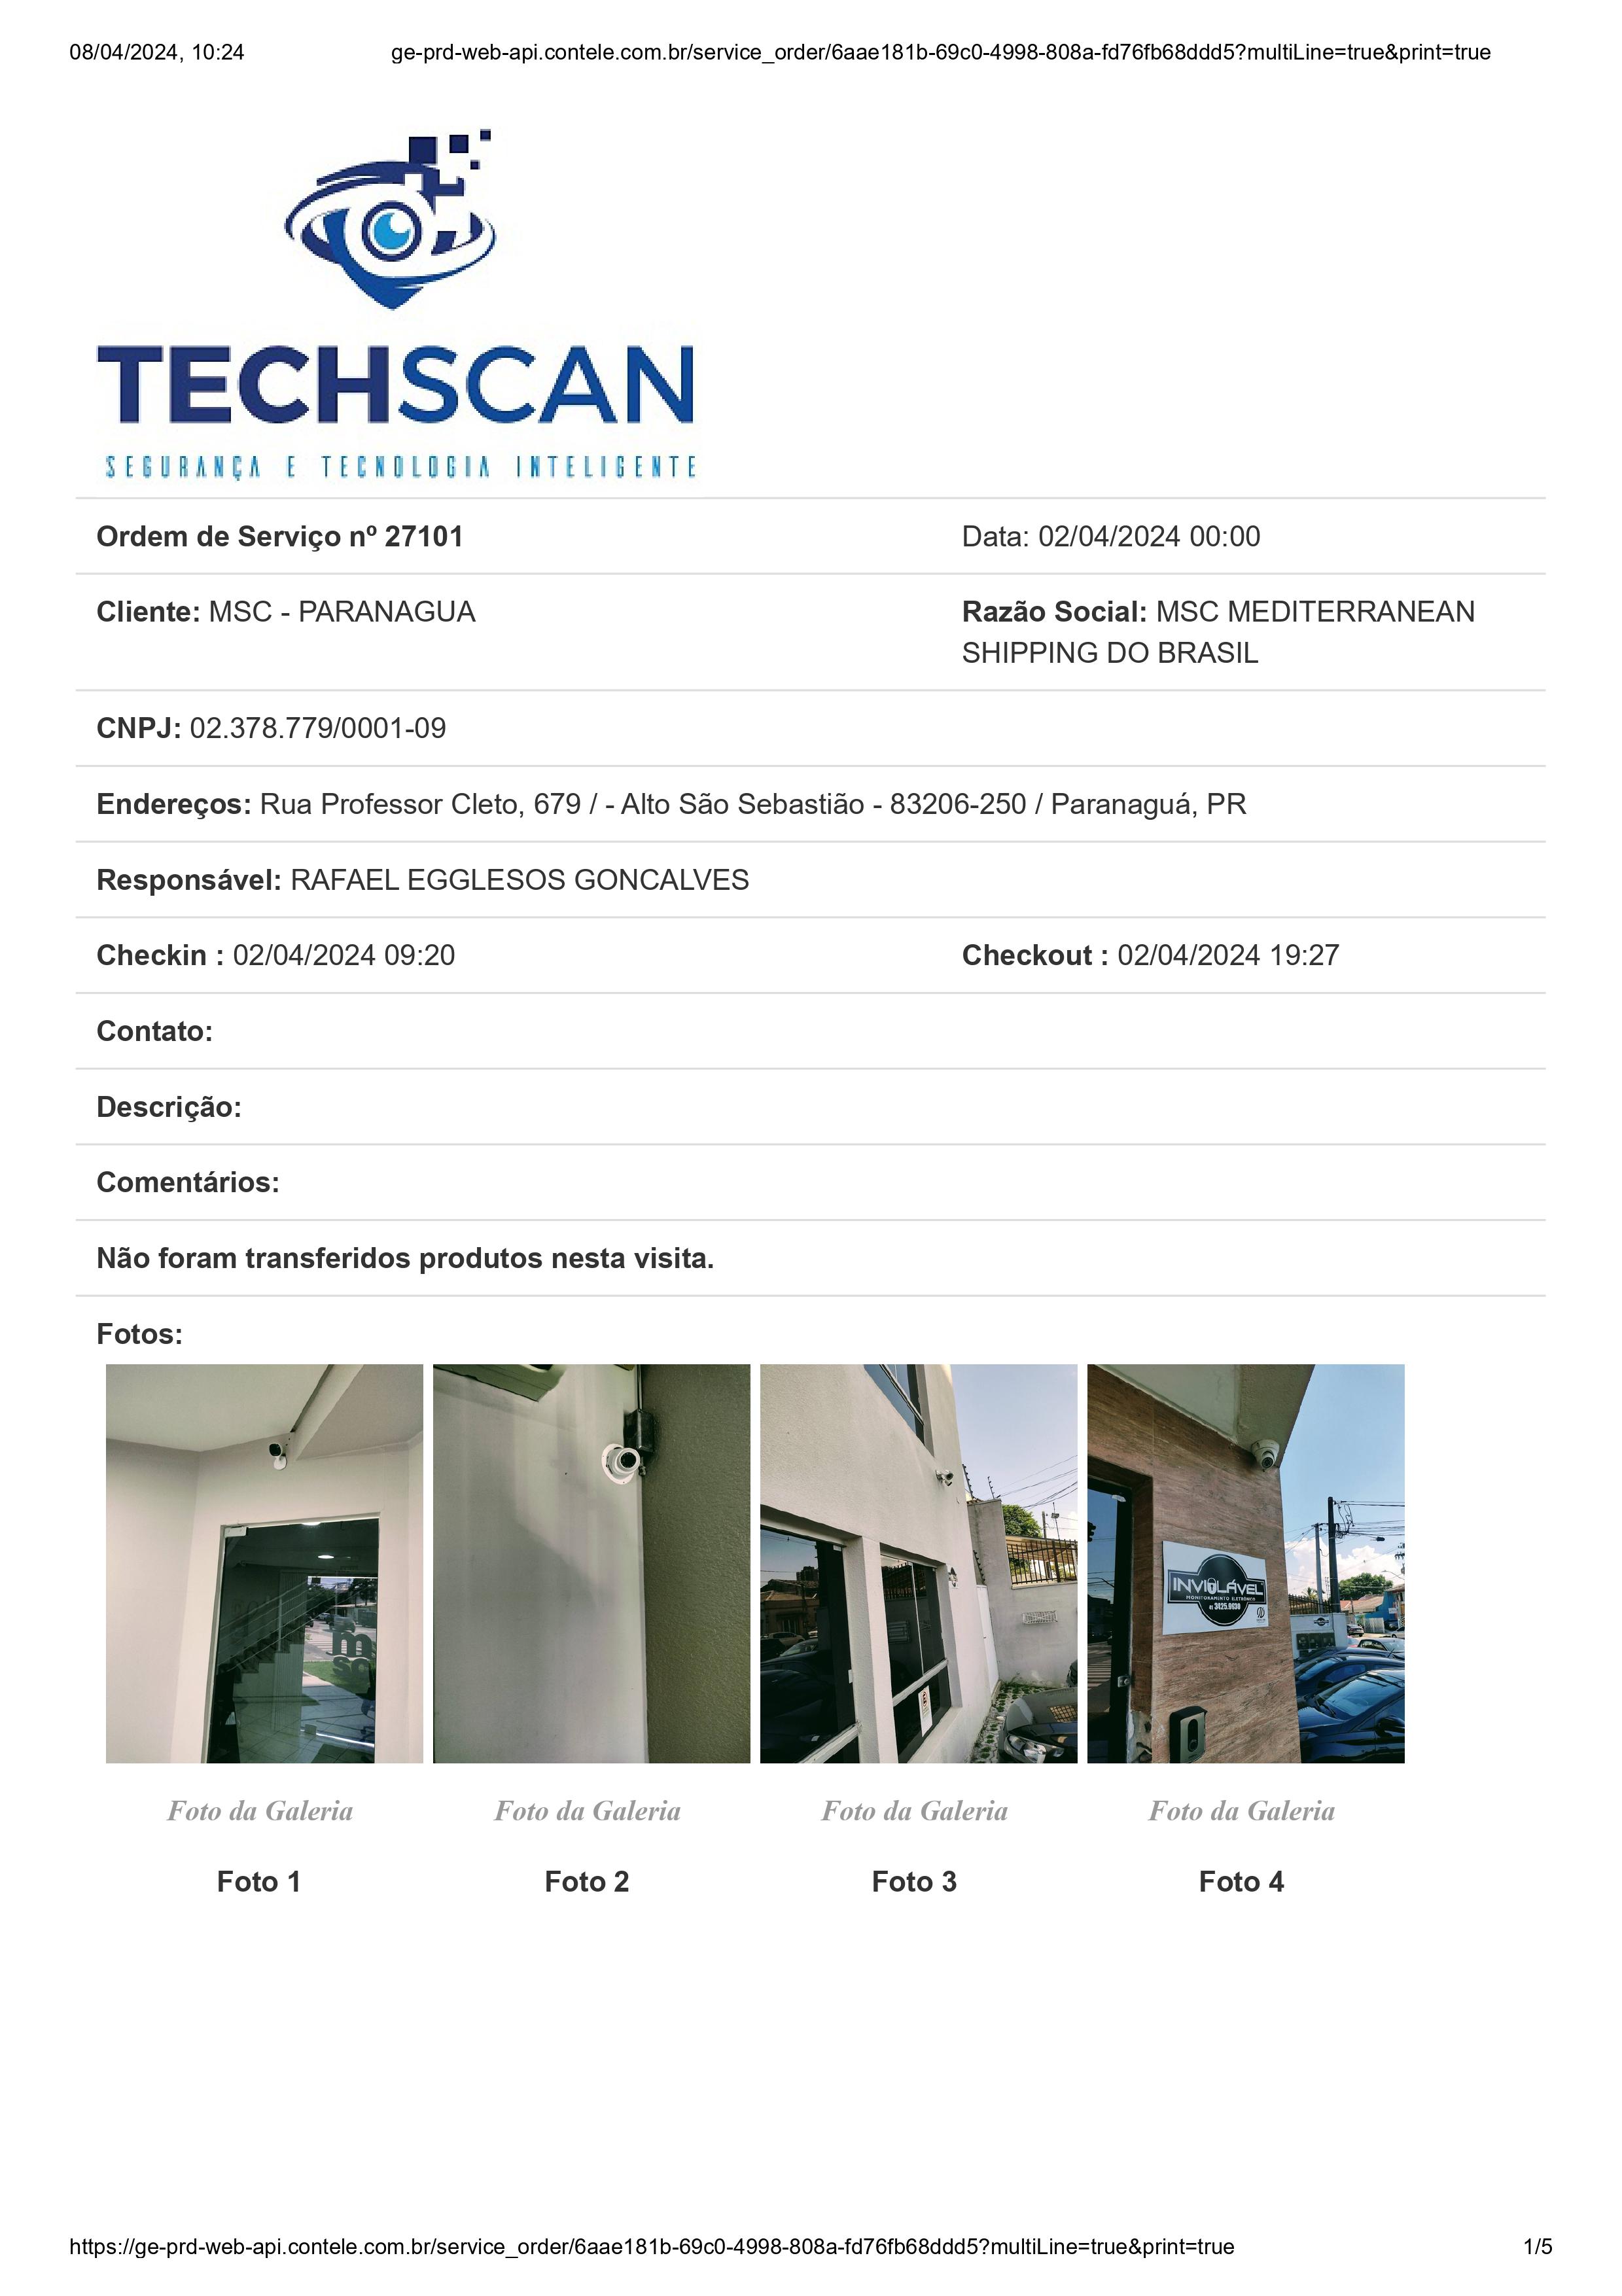 08/04/2024, 10:24 ge-prd-web-api.contele.com.br/service_order/6aae181b-69c0-4998-808a-fd76fb68ddd5?multiLine=true&print=true
TECHSCAN
SEGURANÇA E TECNOLOGIA INTELIGENTE
Ordem de Serviço nº 27101 Data: 02/04/2024 00:00
Cliente: MSC - PARANAGUA Razão Social: MSC MEDITERRANEAN
SHIPPING DO BRASIL
CNPJ: 02.378.779/0001-09
Endereços: Rua Professor Cleto, 679 / - Alto São Sebastião - 83206-250 / Paranaguá, PR
Responsável: RAFAEL EGGLESOS GONCALVES
Checkin : 02/04/2024 09:20 Checkout : 02/04/2024 19:27
Contato:
Descrição:
Comentários:
Não foram transferidos produtos nesta visita.
Fotos:
INVIOLÁVEL
MONITORAMENTO ELETRÔNICO
Foto da Galeria Foto da Galeria Foto da Galeria Foto da Galeria
Foto 1 Foto 2 Foto 3 Foto 4
https://ge-prd-web-api.contele.com.br/service_order/6aae181b-69c0-4998-808a-fd76fb68ddd5?multiLine=true&print=true 1/5